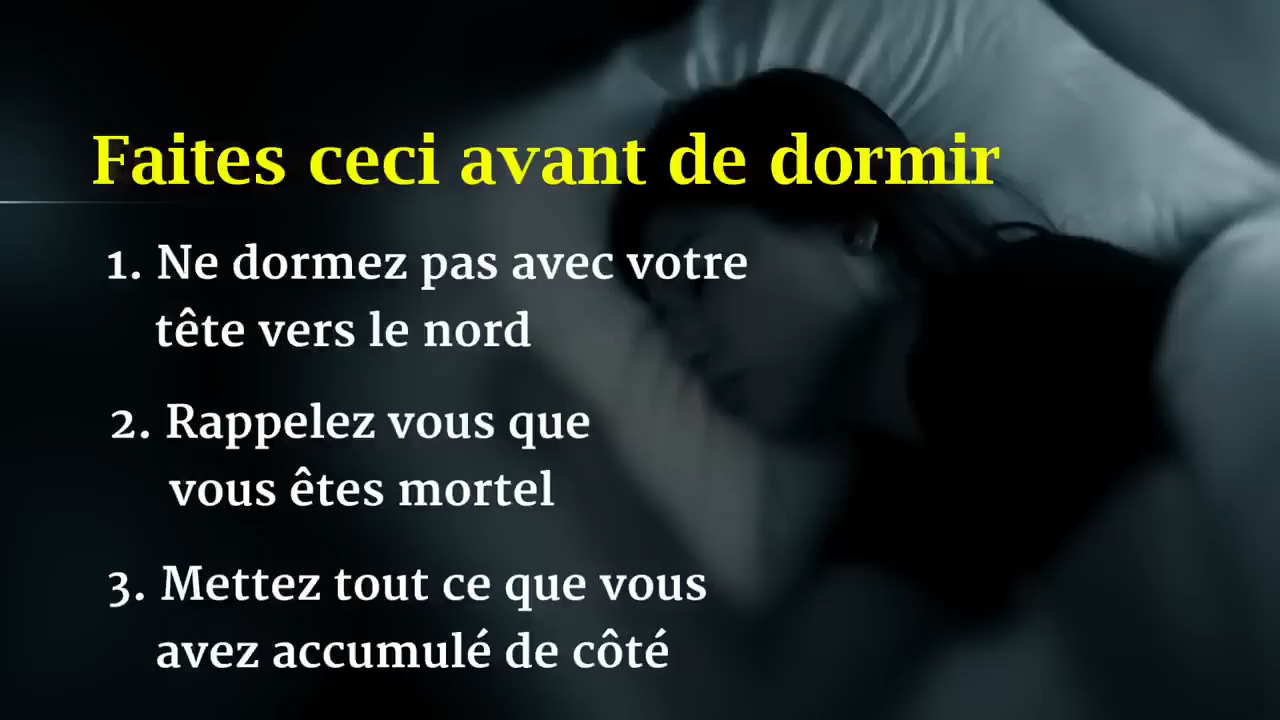 Faites ceci avant de dormir
1. Ne dormez pas avec votre
tête vers le nord
2. Rappelez vous que
vous êtes mortel
3. Mettez tout ce que vous
avez accumulé de côté